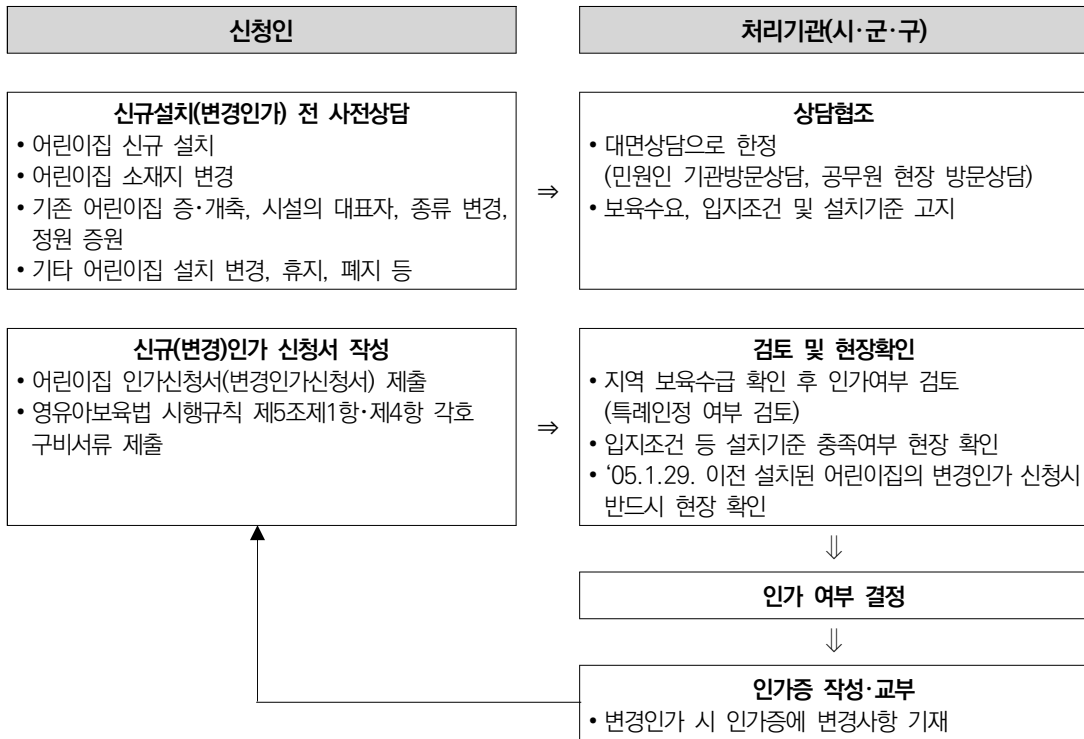 신청인
처리기관(시·군·구)
신규설치(변경인가) 전 사전상담
• 어린이집 신규 설치
• 어린이집 소재지 변경
• 기존 어린이집 증·개축, 시설의 대표자, 종류 변경,
정원 증원
• 기타 어린이집 설치 변경, 휴지, 폐지 등
⇒
상담협조
• 대면상담으로 한정
(민원인 기관방문상담, 공무원 현장 방문상담)
• 보육수요, 입지조건 및 설치기준 고지
신규(변경)인가 신청서 작성
• 어린이집 인가신청서(변경인가신청서) 제출
• 영유아보육법 시행규칙 제5조제1항·제4항 각호
구비서류 제출
⇒
검토 및 현장확인
• 지역 보육수급 확인 후 인가여부 검토
(특례인정 여부 검토)
• 입지조건 등 설치기준 충족여부 현장 확인
• ‘05.1.29. 이전 설치된 어린이집의 변경인가 신청시
반드시 현장 확인
⇓
인가 여부 결정
⇓
인가증 작성·교부
• 변경인가 시 인가증에 변경사항 기재